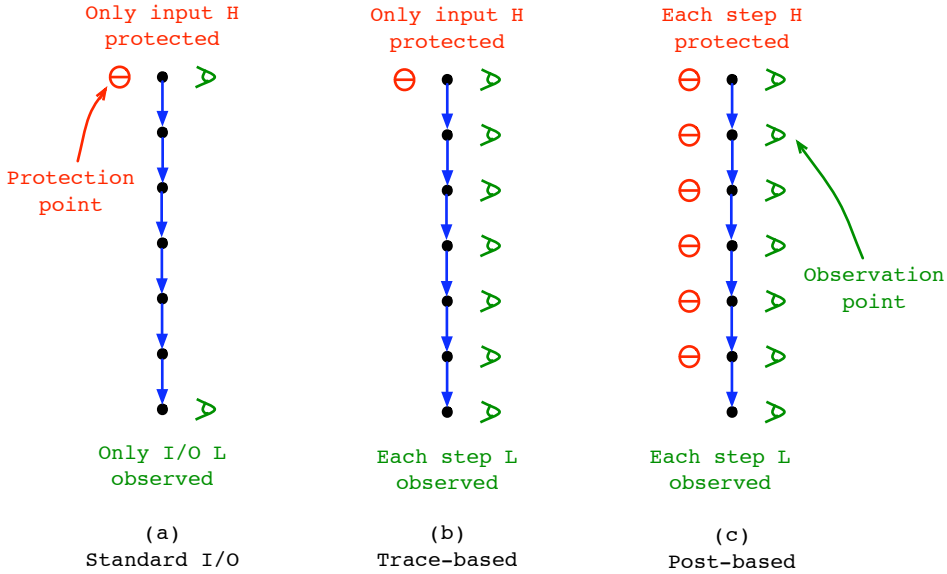 Only input H
protected
Only input H
protected
Each step H
protected
Protection
point
Observation
point
Only I/O L
observed
Each step L
observed
Each step L
observed
(a)
Standard I/O
(b)
Trace-based
(c)
Post-based